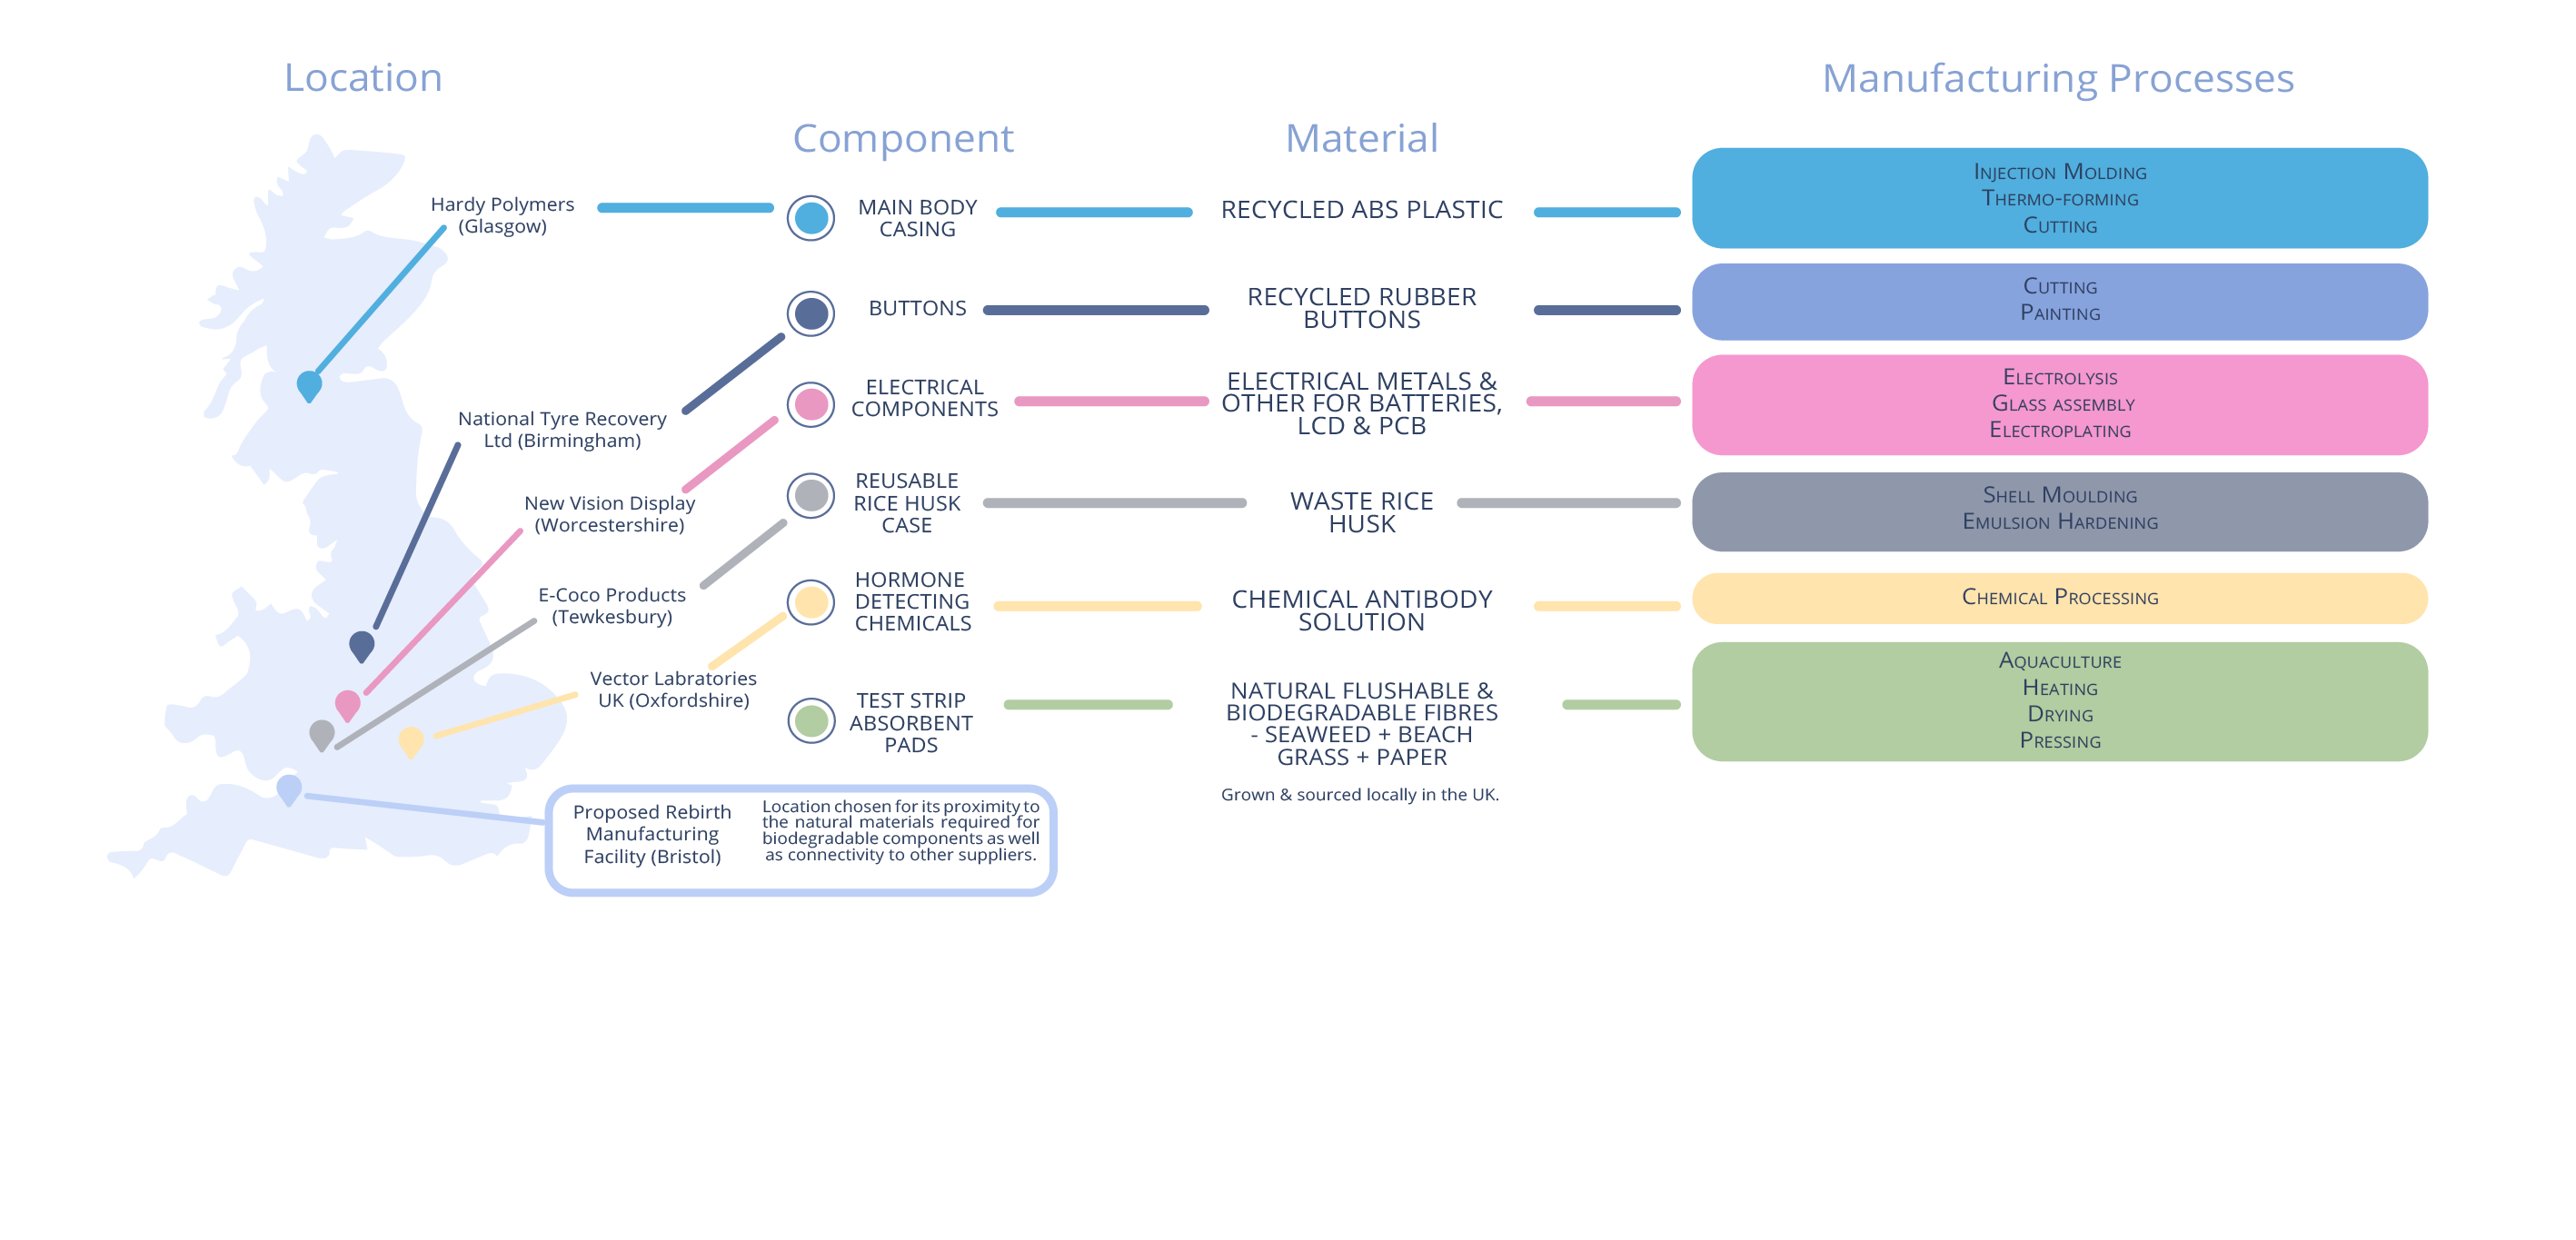 Location
Component
Material
Manufacturing Processes
Hardy Polymers
(Glasgow)
MAIN BODY
CASING
RECYCLED ABS PLASTIC
Injection Molding
Thermo-forming
Cutting
National Tyre Recovery
Ltd (Birmingham)
BUTTONS
RECYCLED RUBBER
BUTTONS
Cutting
Painting
New Vision Display
(Worcestershire)
ELECTRICAL
COMPONENTS
ELECTRICAL METALS &
OTHER FOR BATTERIES,
LCD & PCB
Electrolysis
Glass assembly
Electroplating
E-Coco Products
(Tewkesbury)
REUSABLE
RICE HUSK
CASE
WASTE RICE
HUSK
Shell Moulding
Emulsion Hardening
Vector Labratories
UK (Oxfordshire)
HORMONE
DETECTING
CHEMICALS
CHEMICAL ANTIBODY
SOLUTION
Chemical Processing
TEST STRIP
ABSORBENT
PADS
NATURAL FLUSHABLE &
BIODEGRADABLE FIBRES
- SEAWEED + BEACH
GRASS + PAPER
Grown & sourced locally in the UK.
Aquaculture
Heating
Drying
Pressing
Proposed Rebirth
Manufacturing
Facility (Bristol)
Location chosen for its proximity to
the natural materials required for
biodegradable components as well
as connectivity to other suppliers.